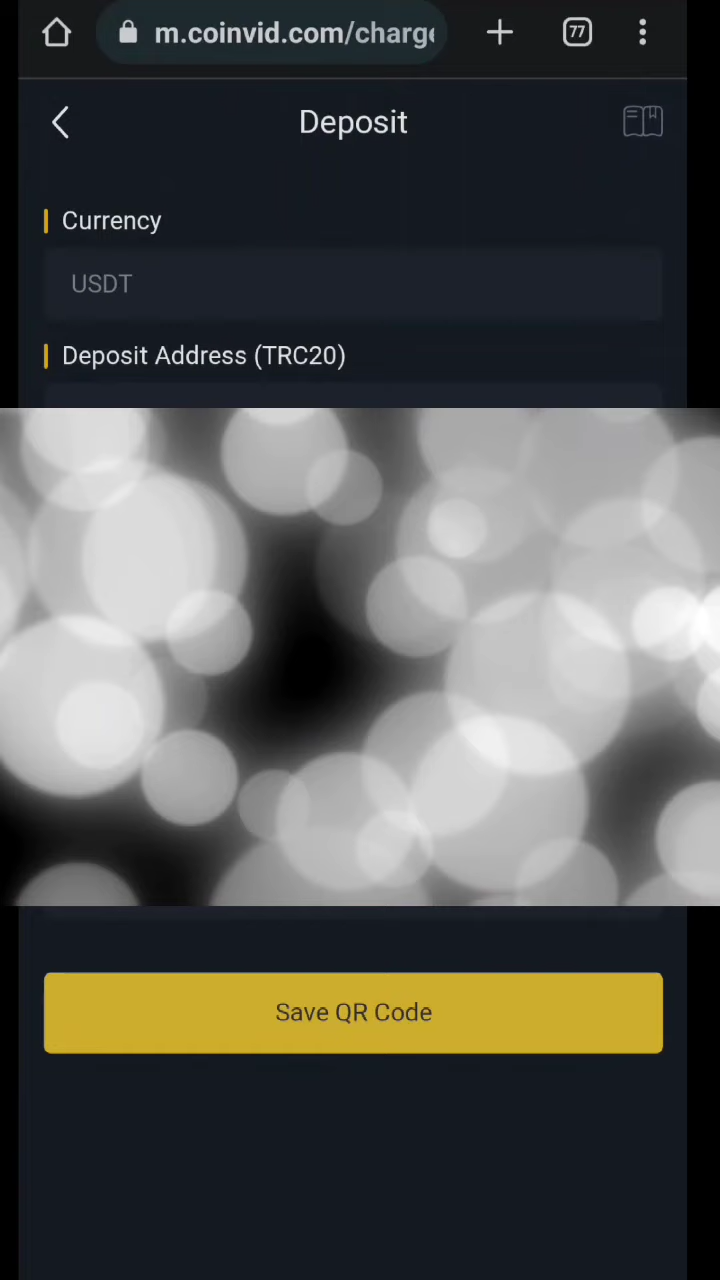 m.coinvid.com/charg
77
Deposit
Currency
USDT
Deposit Address (TRC20)
Save QR Code